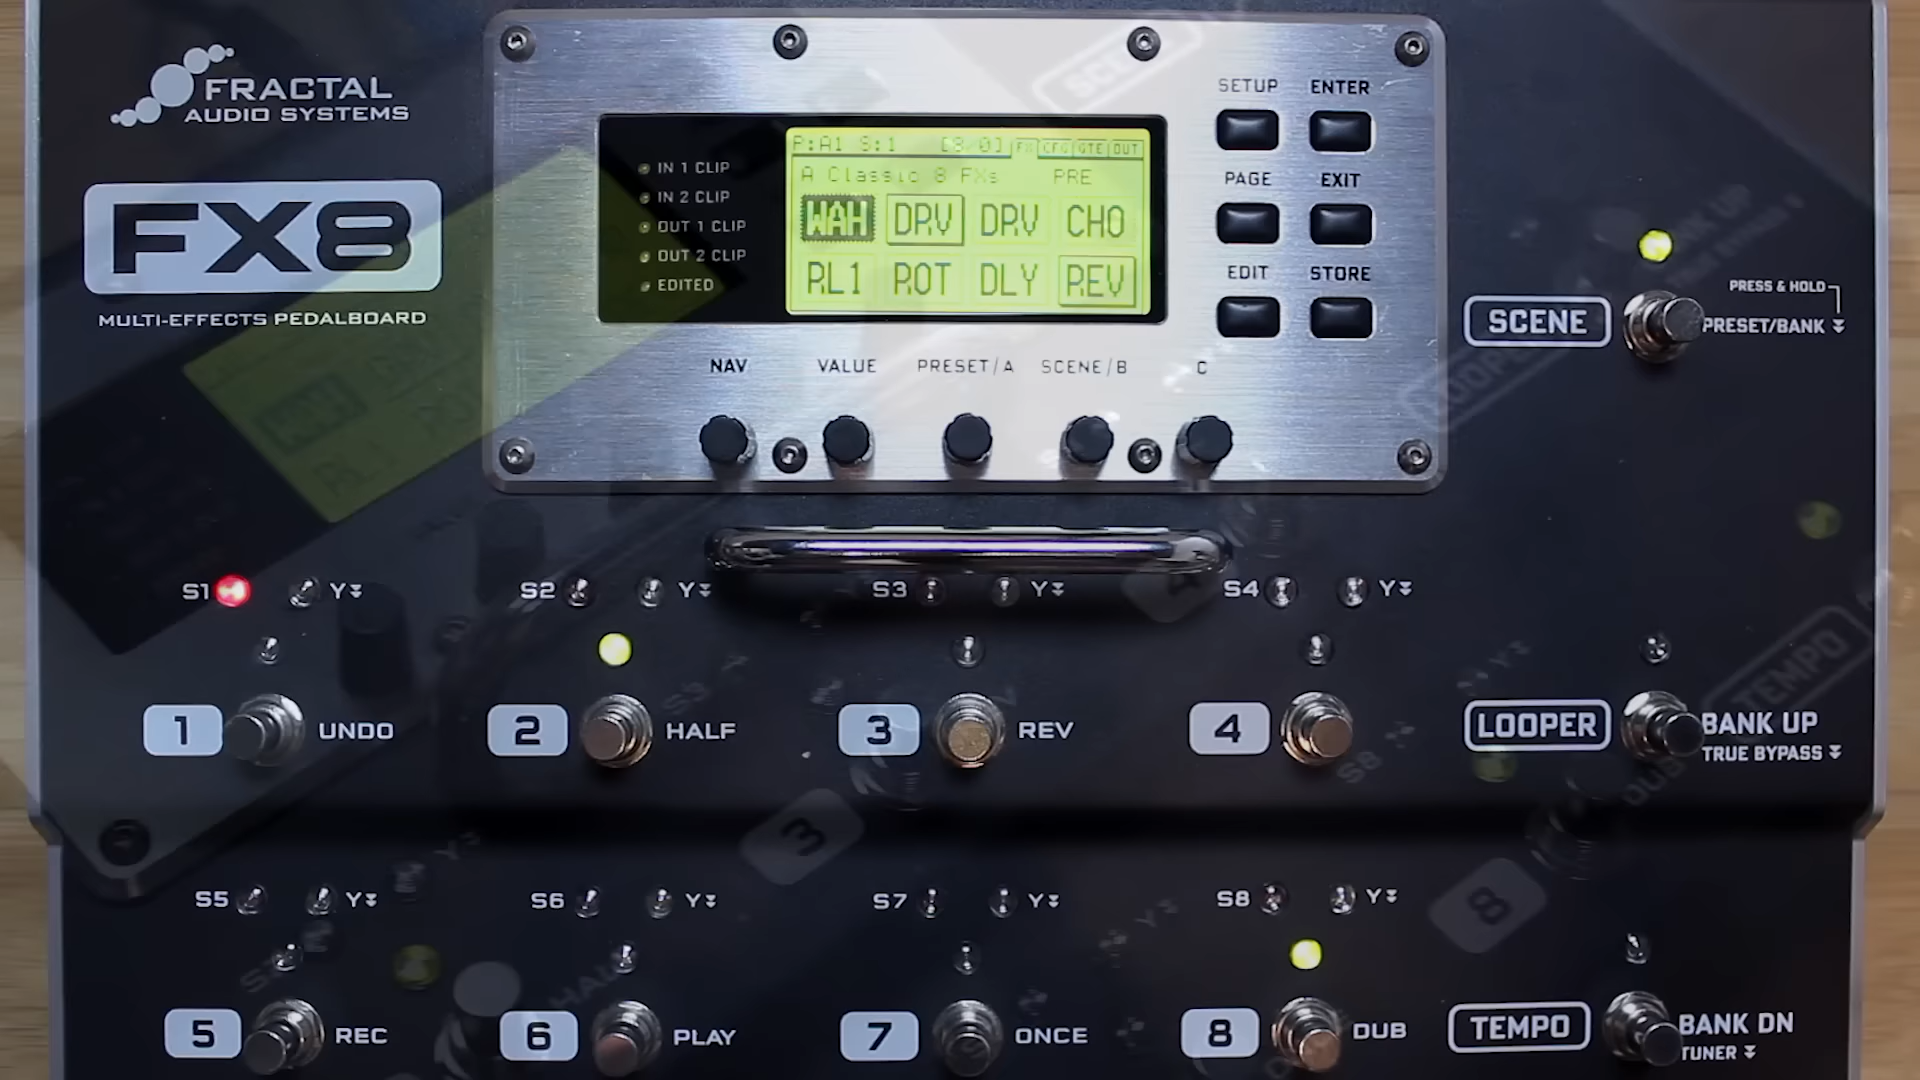 FRACTAL
AUDIO SYSTEMS
FX8
MULTI-EFFECTS PEDALBOARD
IN 1 CLIP
IN 2 CLIP
OUT 1 CLIP
OUT 2 CLIP
EDITED
P:A1 S:1 FX CFG GTE OUT
A Classic 8 FXs PRE
WAH DRV DRV CHO
RL1 ROT DLY REV
SETUP ENTER
PAGE EXIT
EDIT STORE
NAV VALUE PRESET/A SCENE/B C
PRESS & HOLD
SCENE PRESET/BANK
S1 Y S2 Y S3 Y S4 Y
1 UNDO 2 HALF 3 REV 4 LOOPER BANK UP
TRUE BYPASS
S5 Y S6 Y S7 Y S8 Y
5 REC 6 PLAY 7 ONCE 8 DUB TEMPO BANK DN
TUNER